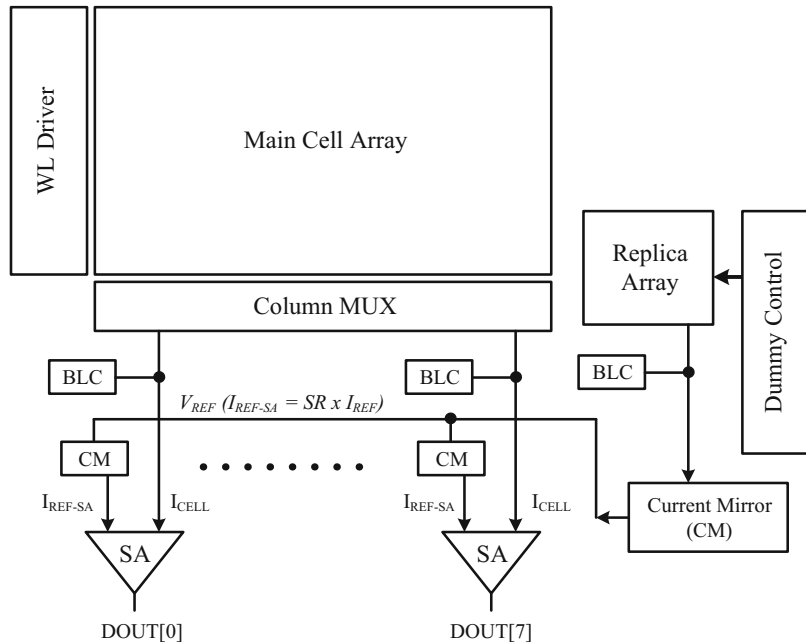 WL Driver
Main Cell Array
Replica
Array
Dummy Control
Column MUX
BLC
BLC
BLC
V_REF (I_REF-SA = SR x I_REF)
CM
CM
I_REF-SA
I_CELL
I_REF-SA
I_CELL
Current Mirror
(CM)
SA
SA
DOUT[0]
DOUT[7]